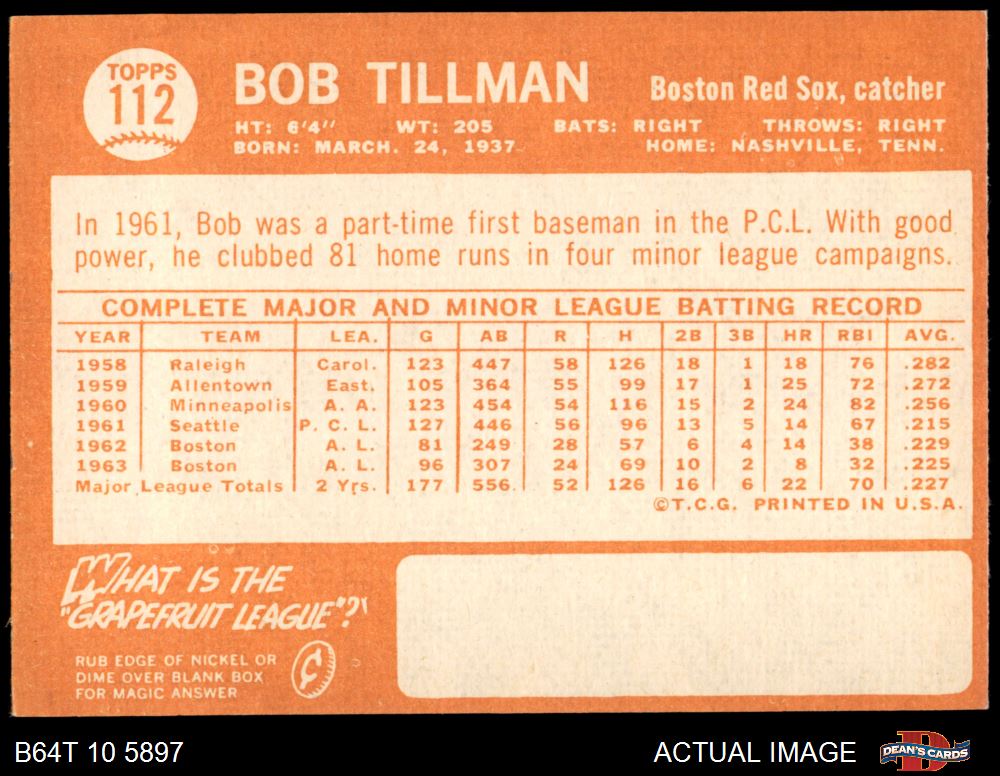 TOPPS
112
BOB TILLMAN
Boston Red Sox, catcher
HT: 6'4" WT: 205 BATS: RIGHT THROWS: RIGHT
BORN: MARCH. 24, 1937 HOME: NASHVILLE, TENN.
In 1961, Bob was a part-time first baseman in the P.C.L. With good
power, he clubbed 81 home runs in four minor league campaigns.
COMPLETE MAJOR AND MINOR LEAGUE BATTING RECORD
YEAR TEAM LEA. G AB R H 2B 3B HR RBI AVG.
1958 Raleigh Carol. 123 447 58 126 18 1 18 76 .282
1959 Allentown East. 105 364 55 99 17 1 25 72 .272
1960 Minneapolis A. A. 123 454 54 116 15 2 24 82 .256
1961 Seattle P. C. L. 127 446 56 96 13 5 14 67 .215
1962 Boston A. L. 81 249 28 57 6 4 14 38 .229
1963 Boston A. L. 96 307 24 69 10 2 8 32 .225
Major League Totals 2 Yrs. 177 556 52 126 16 6 22 70 .227
©T.C.G. PRINTED IN U.S.A.
WHAT IS THE
"GRAPEFRUIT LEAGUE"?
RUB EDGE OF NICKEL OR
DIME OVER BLANK BOX
FOR MAGIC ANSWER
¢
B64T 10 5897
ACTUAL IMAGE
D
DEAN'S CARDS